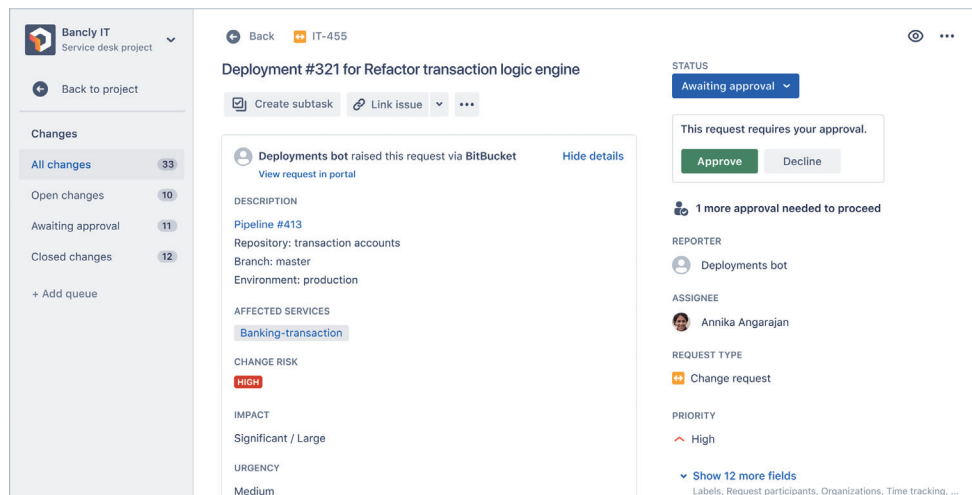 Bancly IT
Service desk project
Back to project
Changes
All changes 33
Open changes 10
Awaiting approval 11
Closed changes 12
+ Add queue
Back IT-455
Deployment #321 for Refactor transaction logic engine
Create subtask Link issue
Deployments bot raised this request via BitBucket Hide details
View request in portal
DESCRIPTION
Pipeline #413
Repository: transaction accounts
Branch: master
Environment: production
AFFECTED SERVICES
Banking-transaction
CHANGE RISK
HIGH
IMPACT
Significant / Large
URGENCY
Medium
STATUS
Awaiting approval
This request requires your approval.
Approve Decline
1 more approval needed to proceed
REPORTER
Deployments bot
ASSIGNEE
Annika Angarajan
REQUEST TYPE
Change request
PRIORITY
High
Show 12 more fields
Labels, Request participants, Organizations, Time tracking, ...